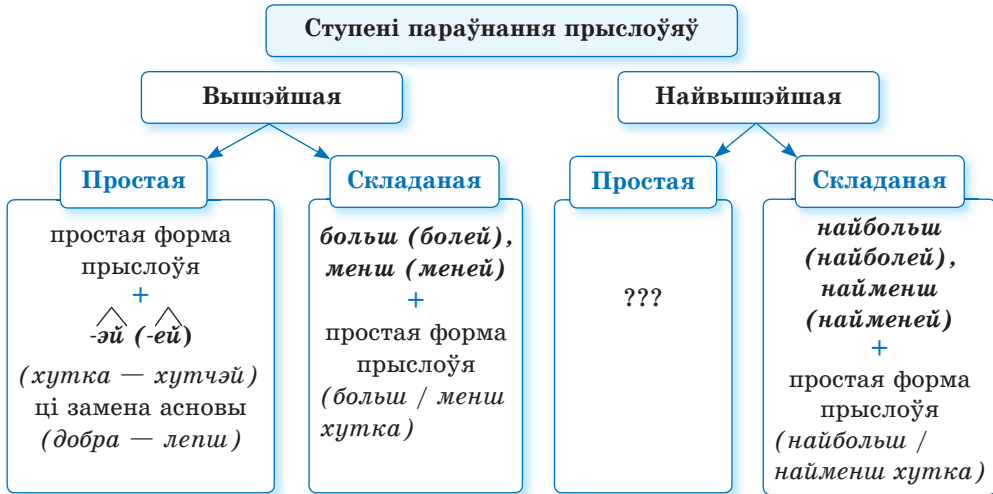 Ступені параўнання прыслоўяў
Вышэйшая
Найвышэйшая
Простая
простая форма
прыслоўя
+
-эй (-ей)
(хутка — хутчэй)
ці замена асновы
(добра — лепш)
Складаная
больш (болей),
менш (меней)
+
простая форма
прыслоўя
(больш / менш
хутка)
Простая
???
Складаная
найбольш
(найболей),
найменш
(найменей)
+
простая форма
прыслоўя
(найбольш /
найменш хутка)